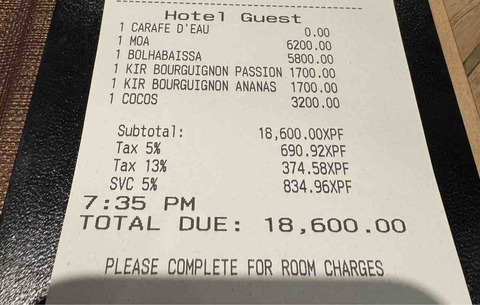 Hotel Guest
1 CARAFE D'EAU 0.00
1 MOA 6200.00
1 BOLHABAISSA 5800.00
1 KIR BOURGUIGNON PASSION 1700.00
1 KIR BOURGUIGNON ANANAS 1700.00
1 COCOS 3200.00
Subtotal: 18,600.00XPF
Tax 5% 690.92XPF
Tax 13% 374.58XPF
SVC 5% 834.96XPF
7:35 PM
TOTAL DUE: 18,600.00
PLEASE COMPLETE FOR ROOM CHARGES